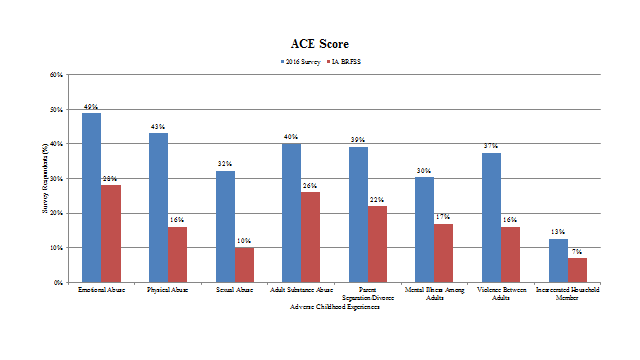 ACE Score
2016 Survey IA BRFSS
60%
50%
40%
30%
20%
10%
0%
Survey Respondents (%)
49%
28%
43%
16%
32%
10%
40%
26%
39%
22%
30%
17%
37%
16%
13%
7%
Emotional Abuse
Physical Abuse
Sexual Abuse
Adult Substance Abuse
Parent
Separation/Divorce
Mental Illness Among
Adults
Violence Between
Adults
Incarcerated Household
Member
Adverse Childhood Experiences